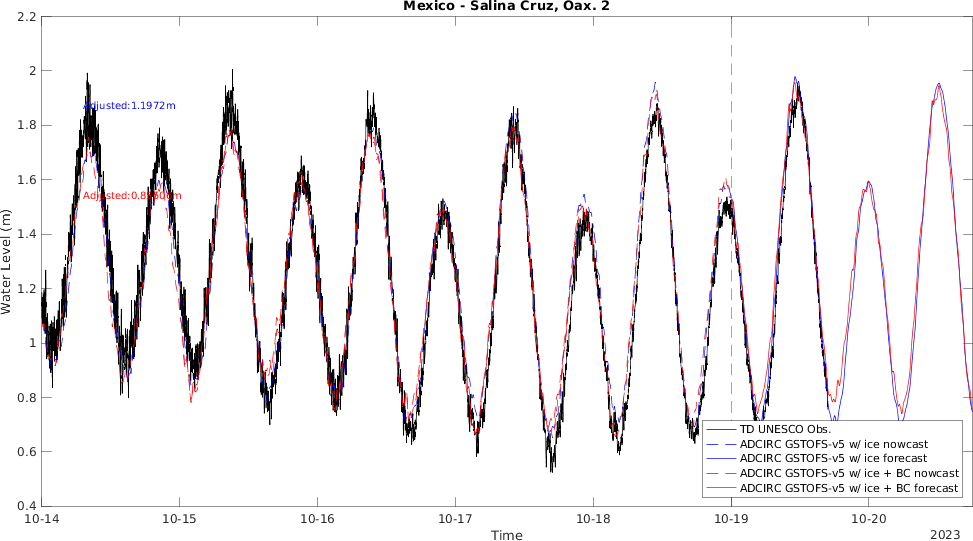 Mexico - Salina Cruz, Oax. 2
Water Level (m)
2.2
2
1.8
1.6
1.4
1.2
1
0.8
0.6
0.4
Adjusted:1.1972m
TD UNESCO Obs.
ADCIRC GSTOFS-v5 w/ ice nowcast
ADCIRC GSTOFS-v5 w/ ice forecast
ADCIRC GSTOFS-v5 w/ ice + BC nowcast
ADCIRC GSTOFS-v5 w/ ice + BC forecast
10-14
10-15
10-16
10-17
10-18
10-19
10-20
Time
2023